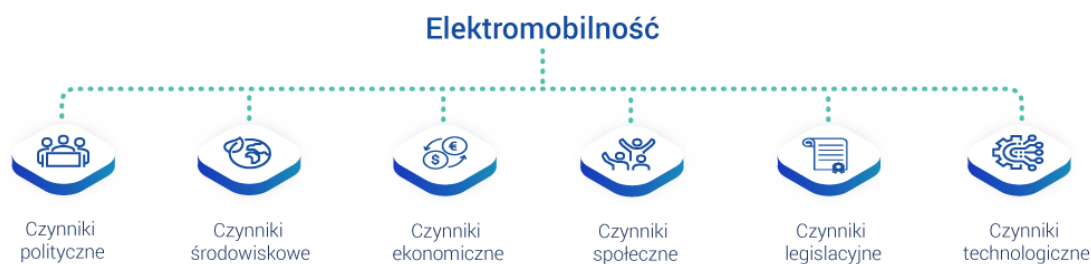 Elektromobilność
Czynniki
polityczne
Czynniki
środowiskowe
Czynniki
ekonomiczne
Czynniki
społeczne
Czynniki
legislacyjne
Czynniki
technologiczne